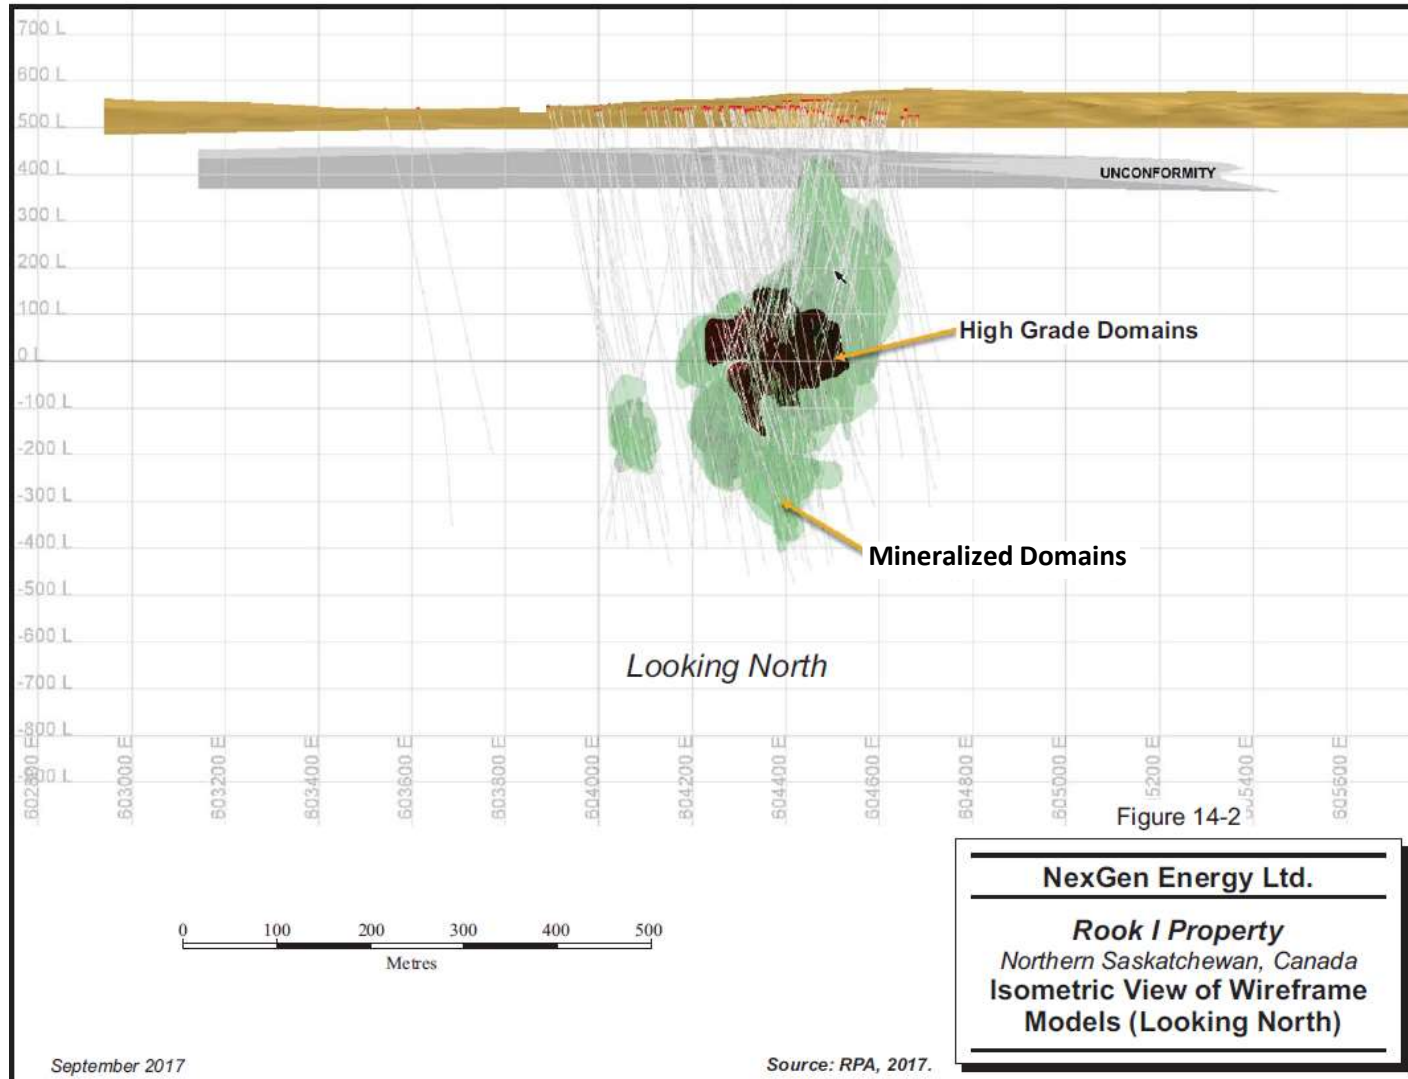 700 L
600 L
500 L
400 L
UNCONFORMITY
300 L
200 L
100 L
High Grade Domains
0 L
-100 L
-200 L
-300 L
-400 L
Mineralized Domains
-500 L
-600 L
Looking North
-700 L
-800 L
-900 L
602800 E
603000 E
603200 E
603400 E
603600 E
603800 E
604000 E
604200 E
604400 E
604600 E
604800 E
605000 E
5200 E
605400 E
605600 E
Figure 14-2
NexGen Energy Ltd.
Rook I Property
Northern Saskatchewan, Canada
Isometric View of Wireframe
Models (Looking North)
0 100 200 300 400 500
Metres
September 2017
Source: RPA, 2017.